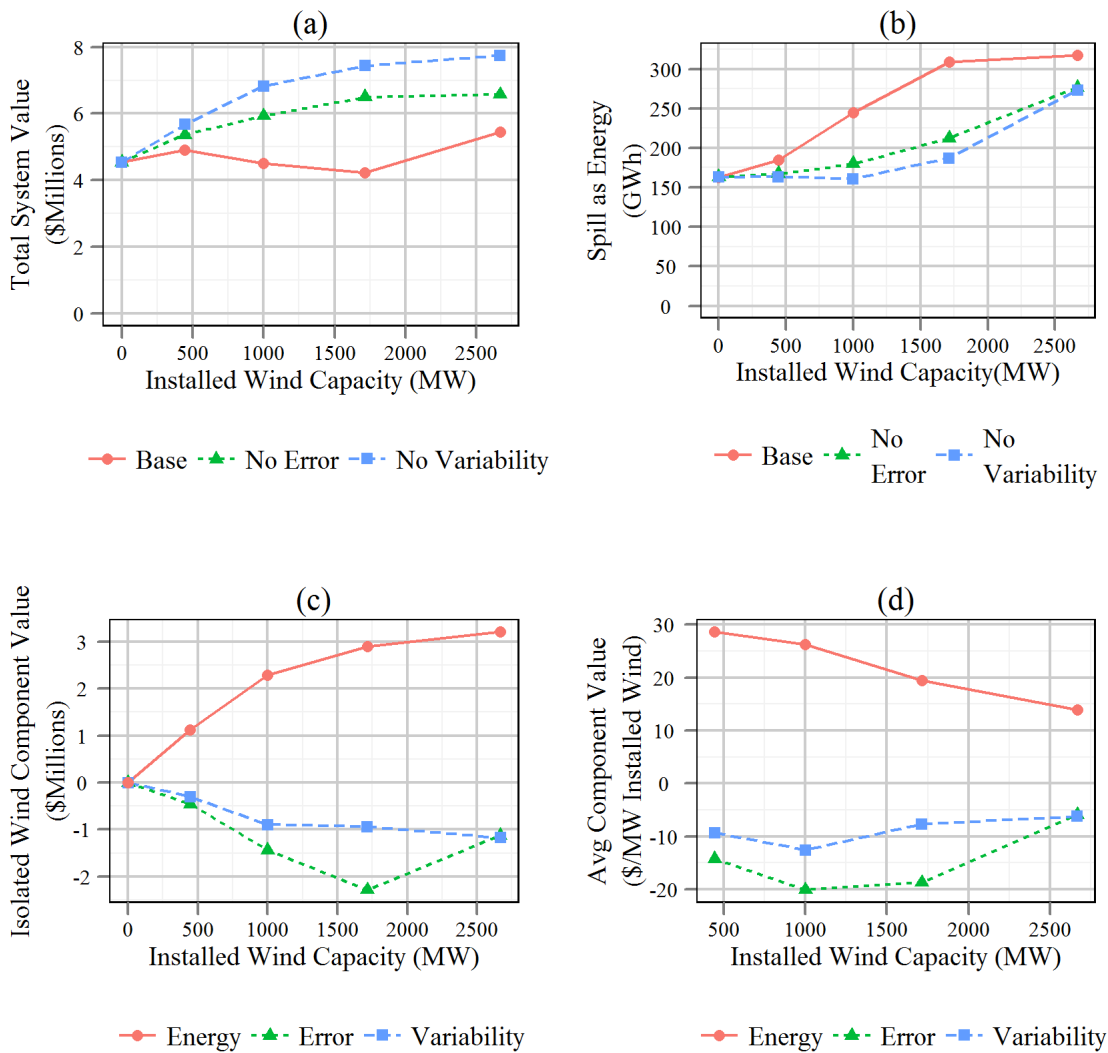 (a)
Total System Value
($Millions)
8
6
4
2
0
0 500 1000 1500 2000 2500
Installed Wind Capacity (MW)
Base No Error No Variability
(b)
Spill as Energy
(GWh)
300
250
200
150
100
50
0
0 500 1000 1500 2000 2500
Installed Wind Capacity(MW)
Base No Error No Variability
(c)
Isolated Wind Component Value
($Millions)
3
2
1
0
-1
-2
0 500 1000 1500 2000 2500
Installed Wind Capacity (MW)
Energy Error Variability
(d)
Avg Component Value
($/MW Installed Wind)
30
20
10
0
-10
-20
500 1000 1500 2000 2500
Installed Wind Capacity (MW)
Energy Error Variability